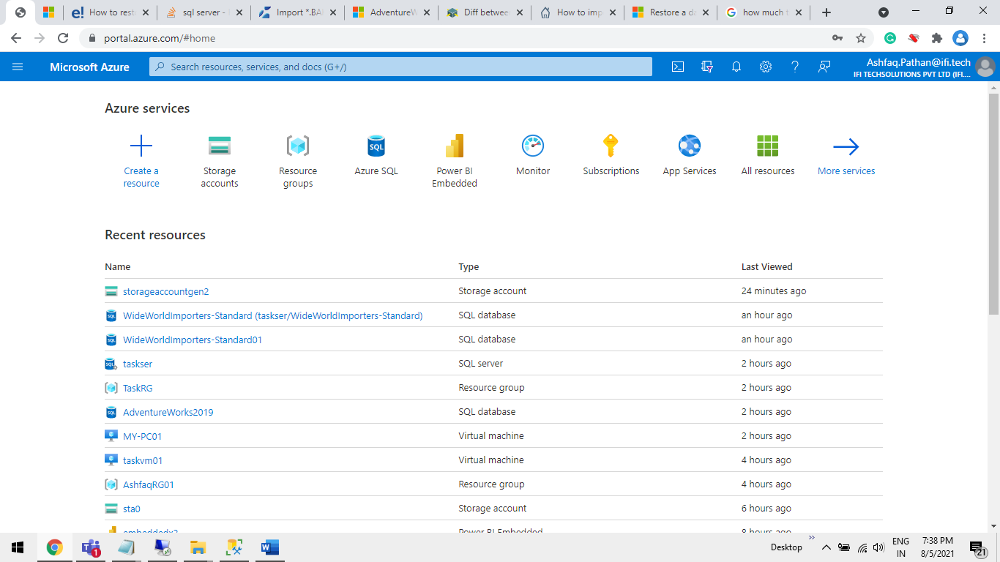 How to rest
sql server -
Import *.BAK
AdventureW
Diff betwee
How to imp
Restore a da
how much t
portal.azure.com/#home
Microsoft Azure
Search resources, services, and docs (G+/)
Ashfaq.Pathan@ifi.tech
IFI TECHSOLUTIONS PVT LTD (IFI....
Azure services
Create a resource
Storage accounts
Resource groups
SQL
Azure SQL
Power BI Embedded
Monitor
Subscriptions
App Services
All resources
More services
Recent resources
Name Type Last Viewed
storageaccountgen2 Storage account 24 minutes ago
WideWorldImporters-Standard (taskser/WideWorldImporters-Standard) SQL database an hour ago
WideWorldImporters-Standard01 SQL database an hour ago
taskser SQL server 2 hours ago
TaskRG Resource group 2 hours ago
AdventureWorks2019 SQL database 2 hours ago
MY-PC01 Virtual machine 2 hours ago
taskvm01 Virtual machine 4 hours ago
AshfaqRG01 Resource group 4 hours ago
sta0 Storage account 6 hours ago
Power BI Embedded 8 hours ago
1
Desktop
ENG
IN
7:38 PM
8/5/2021
21